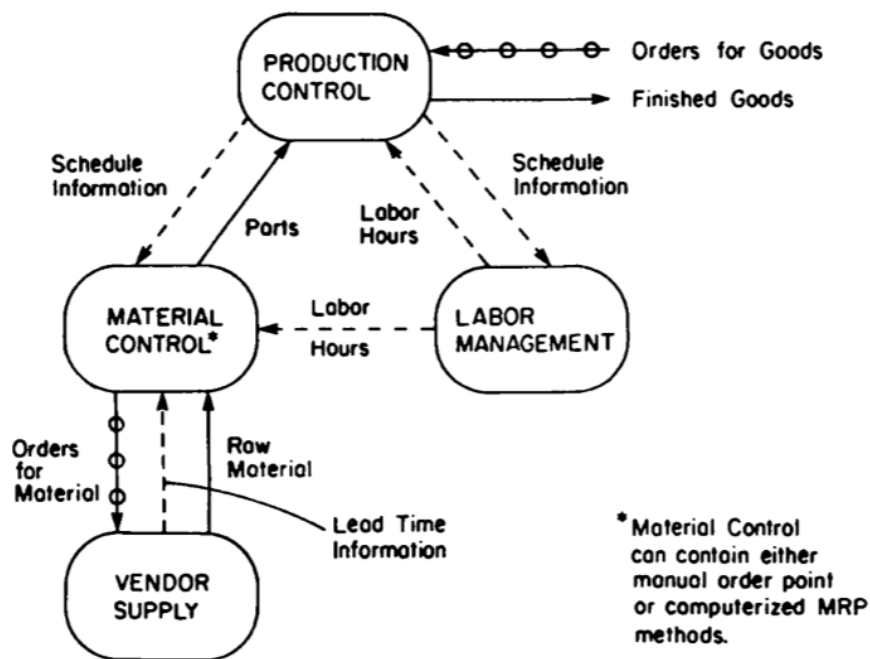 PRODUCTION
CONTROL
Orders for Goods
Finished Goods
Schedule
Information
Parts
Labor
Hours
Schedule
Information
MATERIAL
CONTROL*
Labor
Hours
LABOR
MANAGEMENT
Orders
for
Material
Raw
Material
Lead Time
Information
VENDOR
SUPPLY
* Material Control
can contain either
manual order point
or computerized MRP
methods.